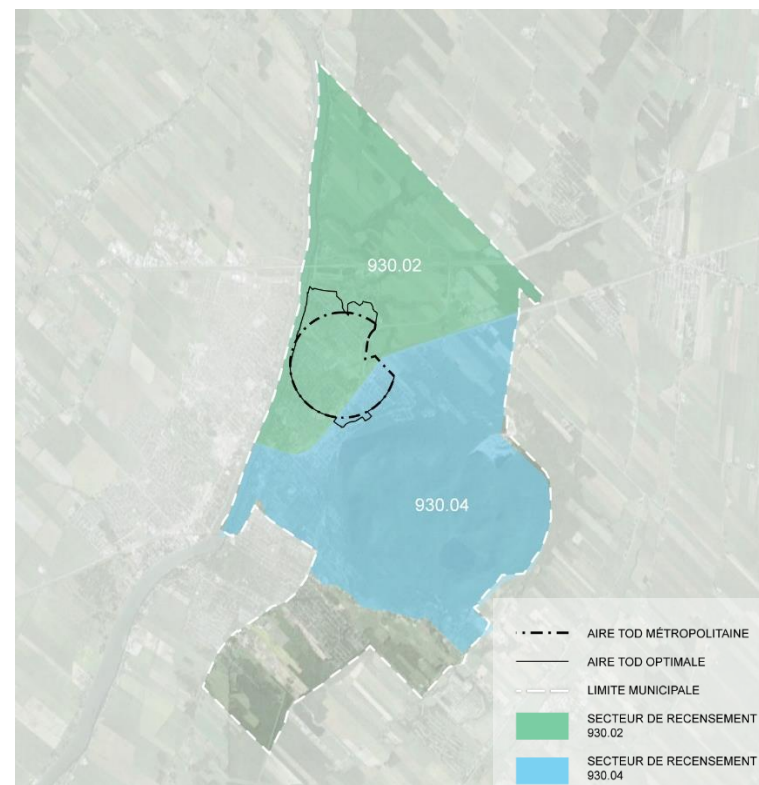 930.02
930.04
AIRE TOD MÉTROPOLITAINE
AIRE TOD OPTIMALE
LIMITE MUNICIPALE
SECTEUR DE RECENSEMENT
930.02
SECTEUR DE RECENSEMENT
930.04